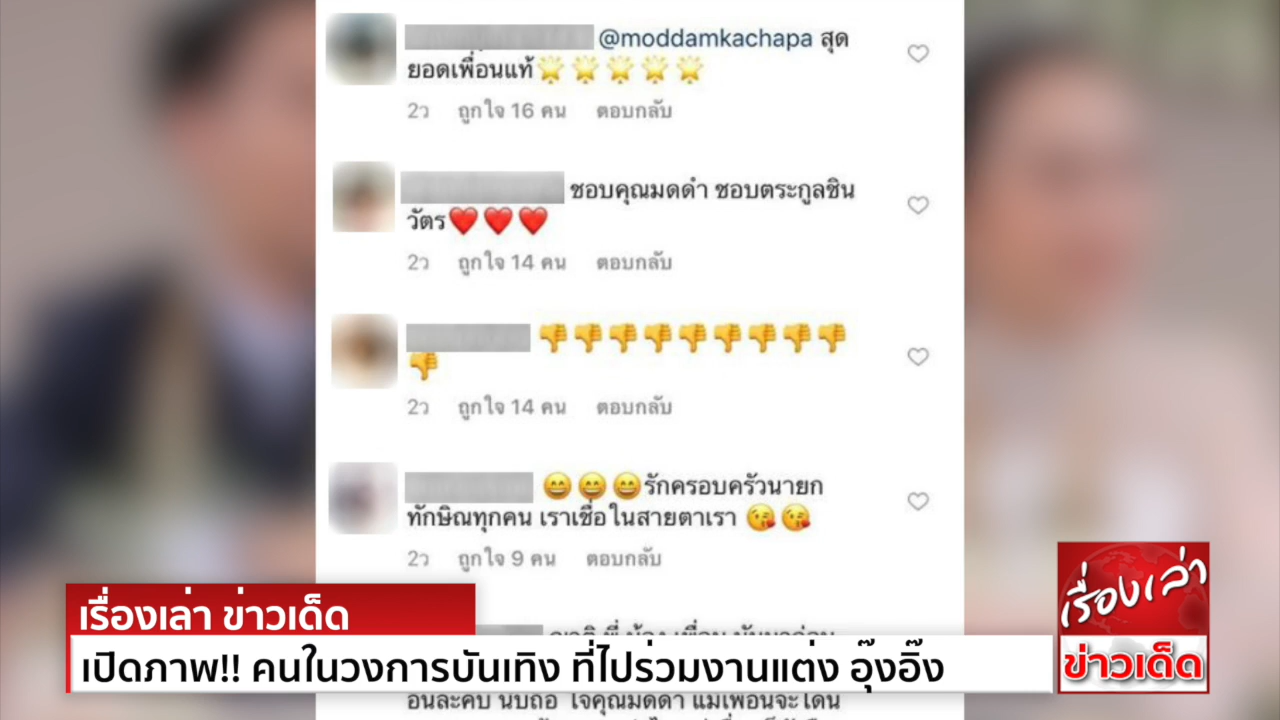 @moddamkachapa สุด
ยอดเพื่อนแท้🌟🌟🌟🌟🌟
2ว ถูกใจ 16 คน ตอบกลับ
ชอบคุณมดดำ ชอบตระกูลชิน
วัตร❤️❤️❤️
2ว ถูกใจ 14 คน ตอบกลับ
👎👎👎👎👎👎👎👎👎
👎
2ว ถูกใจ 14 คน ตอบกลับ
😄😄😄รักครอบครัวนายก
ทักษิณทุกคน เราเชื่อในสายตาเรา 😘😘
2ว ถูกใจ 9 คน ตอบกลับ
เรื่องเล่า ข่าวเด็ด
เปิดภาพ!! คนในวงการบันเทิง ที่ไปร่วมงานแต่ง อุ๊งอิ๊ง
เรื่องเล่า
ข่าวเด็ด